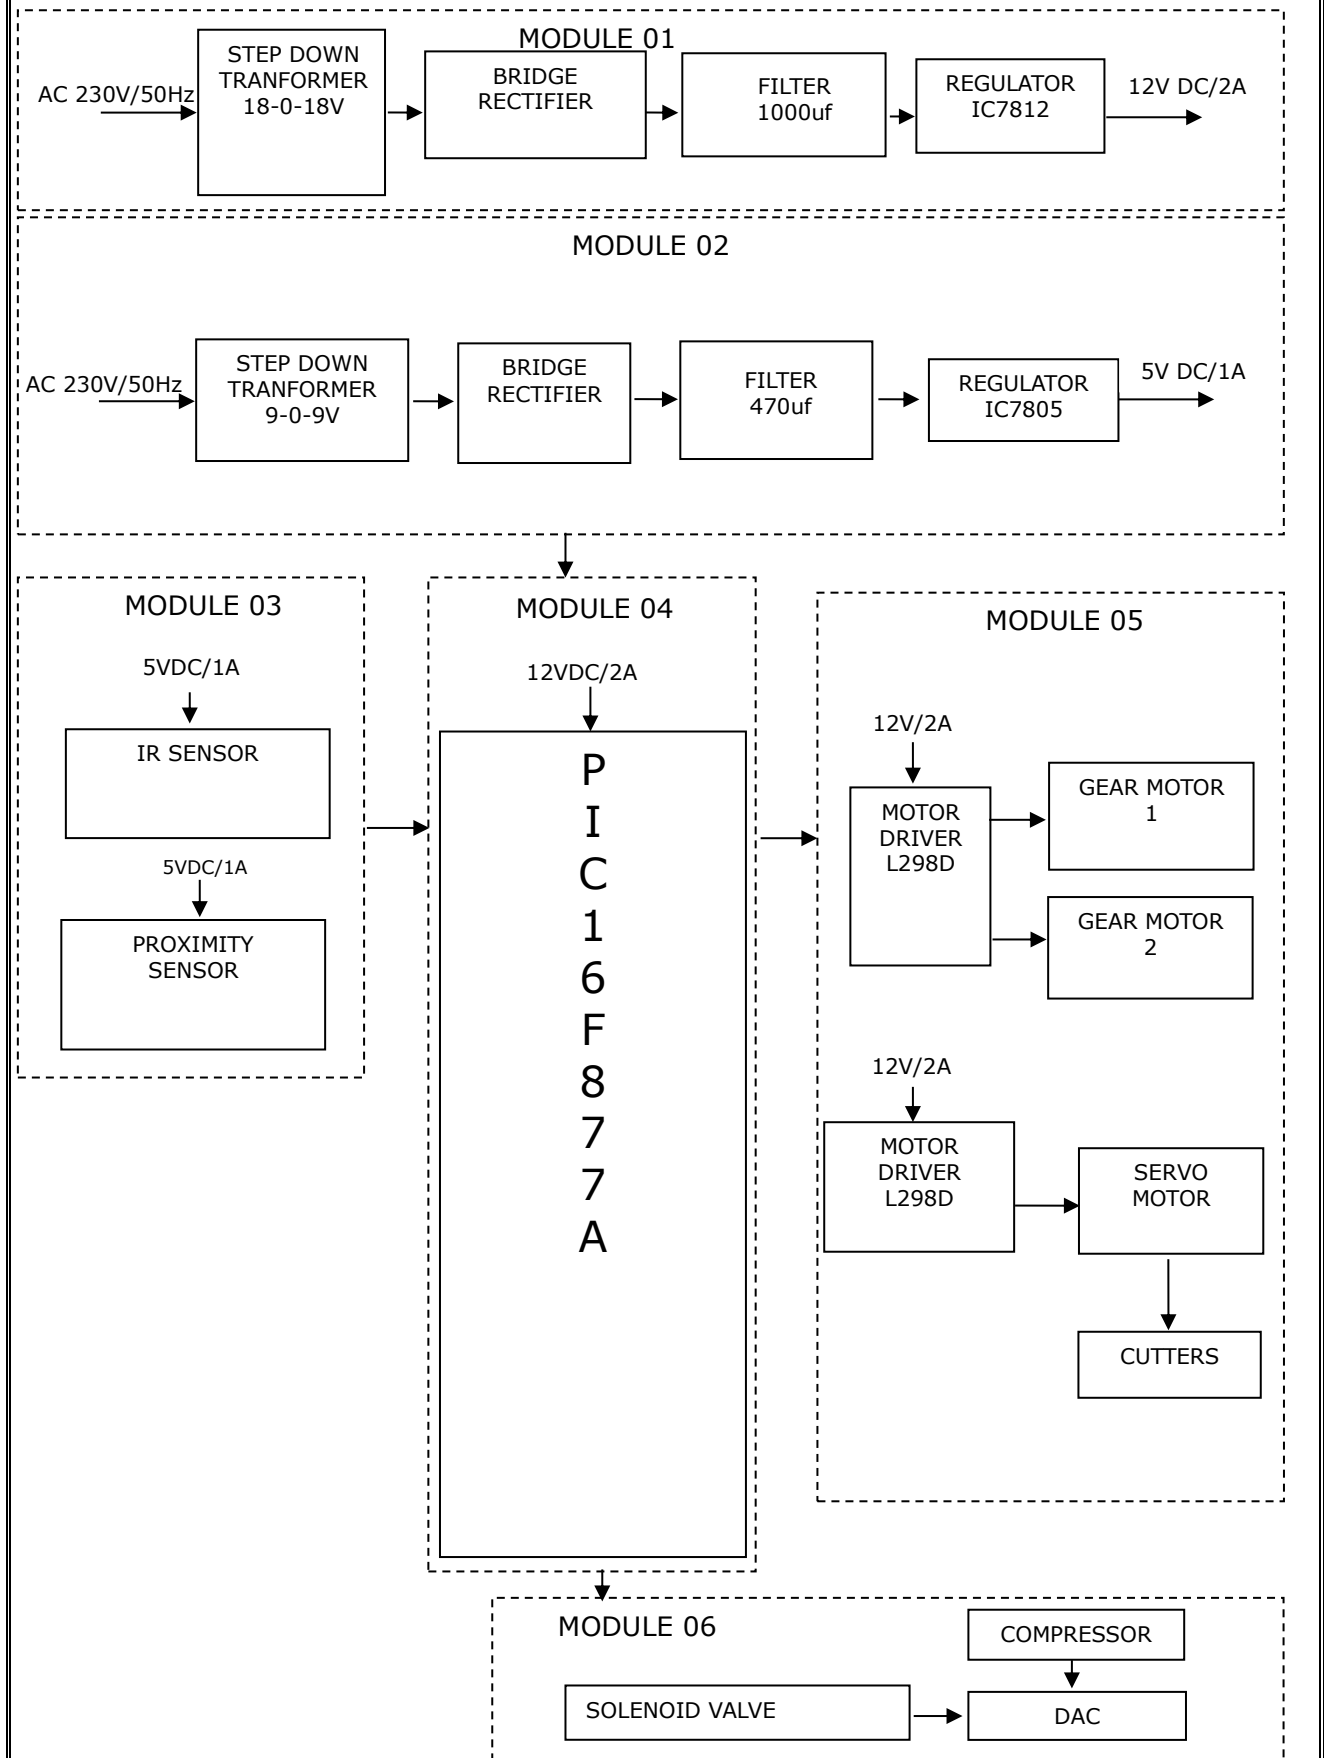 MODULE 01
AC 230V/50Hz
STEP DOWN
TRANFORMER
18-0-18V
BRIDGE
RECTIFIER
FILTER
1000uf
REGULATOR
IC7812
12V DC/2A
MODULE 02
AC 230V/50Hz
STEP DOWN
TRANFORMER
9-0-9V
BRIDGE
RECTIFIER
FILTER
470uf
REGULATOR
IC7805
5V DC/1A
MODULE 03
5VDC/1A
IR SENSOR
5VDC/1A
PROXIMITY
SENSOR
MODULE 04
12VDC/2A
P
I
C
1
6
F
8
7
7
A
MODULE 05
12V/2A
MOTOR
DRIVER
L298D
GEAR MOTOR
1
GEAR MOTOR
2
12V/2A
MOTOR
DRIVER
L298D
SERVO
MOTOR
CUTTERS
MODULE 06
COMPRESSOR
SOLENOID VALVE
DAC